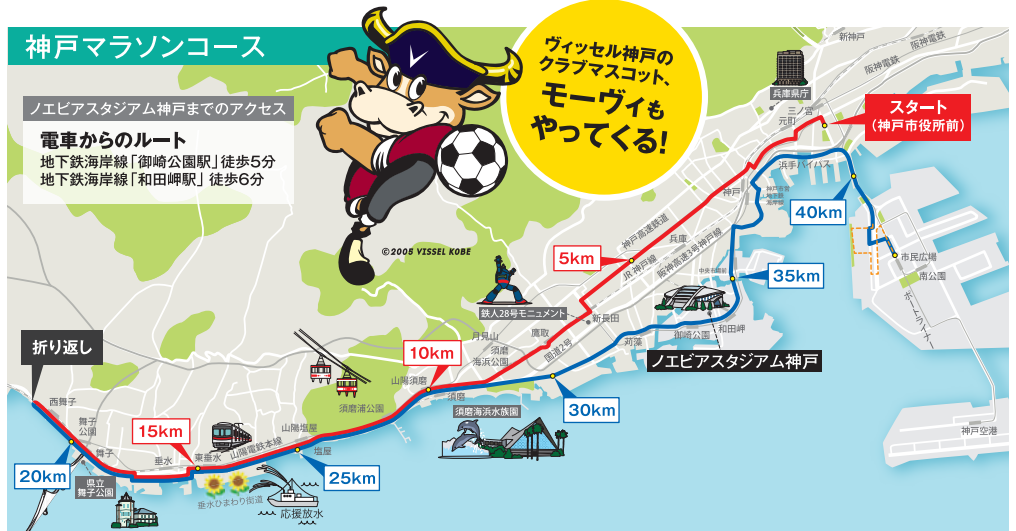 神戸マラソンコース
ノエビアスタジアム神戸までのアクセス
電車からのルート
地下鉄海岸線「御崎公園駅」徒歩5分
地下鉄海岸線「和田岬駅」 徒歩6分
©2005 VISSEL KOBE
ヴィッセル神戸の
クラブマスコット、
モーヴィも
やってくる!
新神戸
阪神電鉄
阪神電鉄
兵庫県庁
三ノ宮
元町
スタート
(神戸市役所前)
浜手バイパス
神戸
40km
市民広場
南公園
ポートライナー
神戸空港
神戸高速鉄道
兵庫
5km
JR神戸線
阪神高速3号神戸線
中央市場前
35km
鉄人28号モニュメント
新長田
鷹取
国道2号
苅藻
御崎公園
和田岬
ノエビアスタジアム神戸
月見山
須磨
海浜公園
10km
山陽須磨
須磨
30km
須磨海浜水族園
須磨浦公園
折り返し
西舞子
舞子
公園
舞子
20km
県立
舞子公園
15km
垂水
東垂水
山陽電鉄本線
山陽塩屋
塩屋
25km
垂水ひまわり街道
応援放水